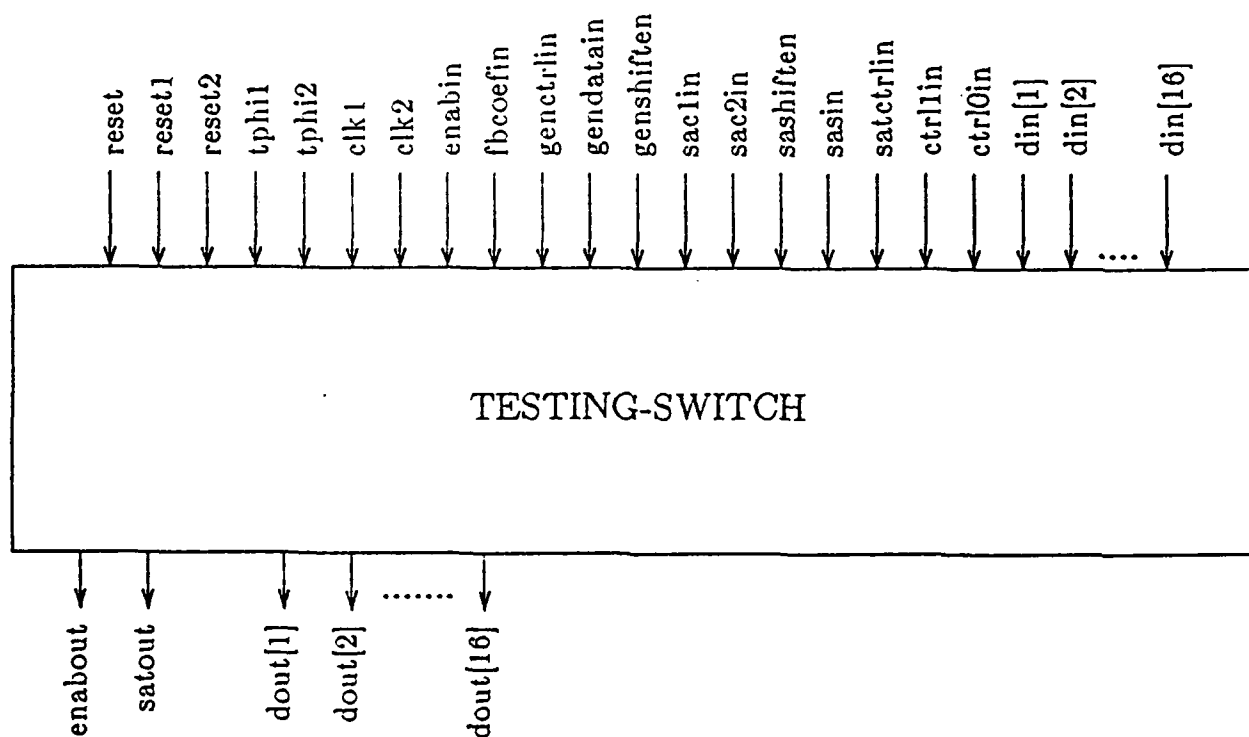 reset
reset1
reset2
tphi1
tphi2
clk1
clk2
enabin
fbcoefin
genctrlin
gendatain
genshiften
sac1in
sac2in
sashiften
sasin
satctrlin
ctrl1in
ctrl0in
din[1]
din[2]
....
din[16]
TESTING-SWITCH
enabout
satout
dout[1]
dout[2]
.......
dout[16]